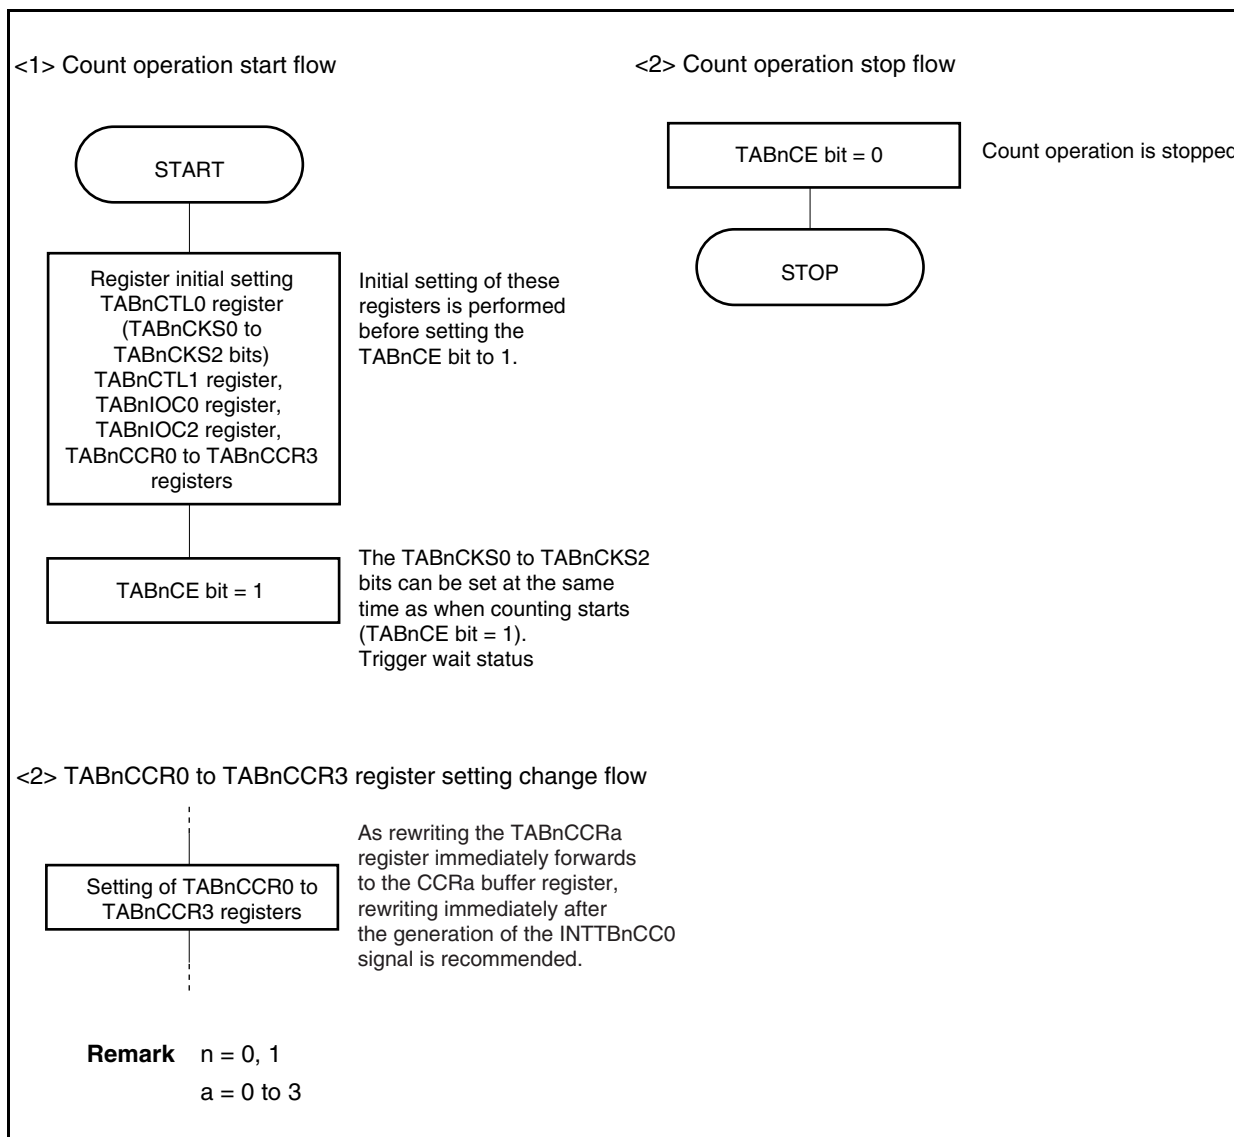 <1> Count operation start flow
START
Register initial setting
TABnCTL0 register
(TABnCKS0 to
TABnCKS2 bits)
TABnCTL1 register,
TABnIOC0 register,
TABnIOC2 register,
TABnCCR0 to TABnCCR3
registers
Initial setting of these
registers is performed
before setting the
TABnCE bit to 1.
TABnCE bit = 1
The TABnCKS0 to TABnCKS2
bits can be set at the same
time as when counting starts
(TABnCE bit = 1).
Trigger wait status
<2> Count operation stop flow
TABnCE bit = 0
Count operation is stopped
STOP
<2> TABnCCR0 to TABnCCR3 register setting change flow
Setting of TABnCCR0 to
TABnCCR3 registers
As rewriting the TABnCCRa
register immediately forwards
to the CCRa buffer register,
rewriting immediately after
the generation of the INTTBnCC0
signal is recommended.
Remark n = 0, 1
a = 0 to 3